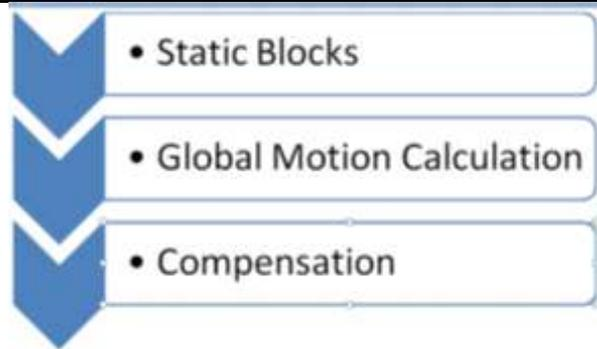 • Static Blocks
• Global Motion Calculation
• Compensation